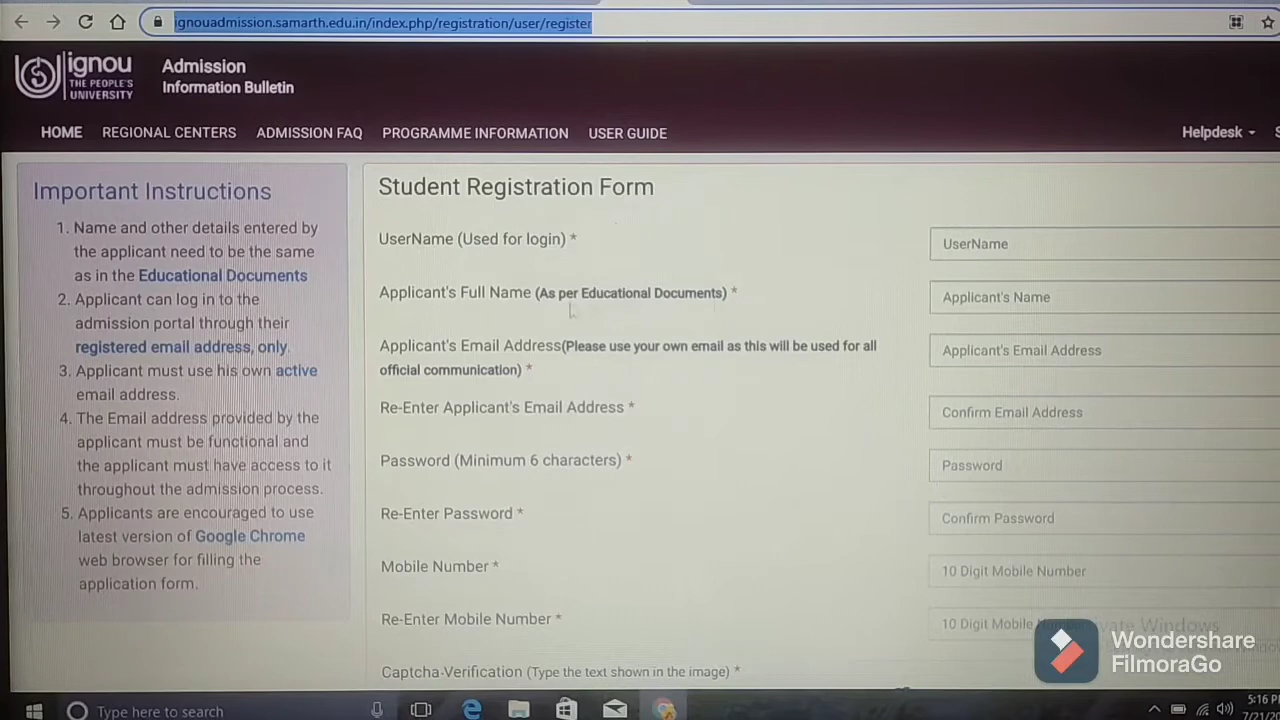 ignouadmission.samarth.edu.in/index.php/registration/user/register
ignou
THE PEOPLE'S
UNIVERSITY
Admission
Information Bulletin
HOME REGIONAL CENTERS ADMISSION FAQ PROGRAMME INFORMATION USER GUIDE Helpdesk
Important Instructions
1. Name and other details entered by
the applicant need to be the same
as in the Educational Documents
2. Applicant can log in to the
admission portal through their
registered email address, only.
3. Applicant must use his own active
email address.
4. The Email address provided by the
applicant must be functional and
the applicant must have access to it
throughout the admission process.
5. Applicants are encouraged to use
latest version of Google Chrome
web browser for filling the
application form.
Student Registration Form
UserName (Used for login) *
UserName
Applicant's Full Name (As per Educational Documents) *
Applicant's Name
Applicant's Email Address(Please use your own email as this will be used for all
official communication) *
Applicant's Email Address
Re-Enter Applicant's Email Address *
Confirm Email Address
Password (Minimum 6 characters) *
Password
Re-Enter Password *
Confirm Password
Mobile Number *
10 Digit Mobile Number
Re-Enter Mobile Number *
10 Digit Mobile
Windows
Captcha-Verification (Type the text shown in the image) *
Wondershare
FilmoraGo
Type here to search
5:16 P